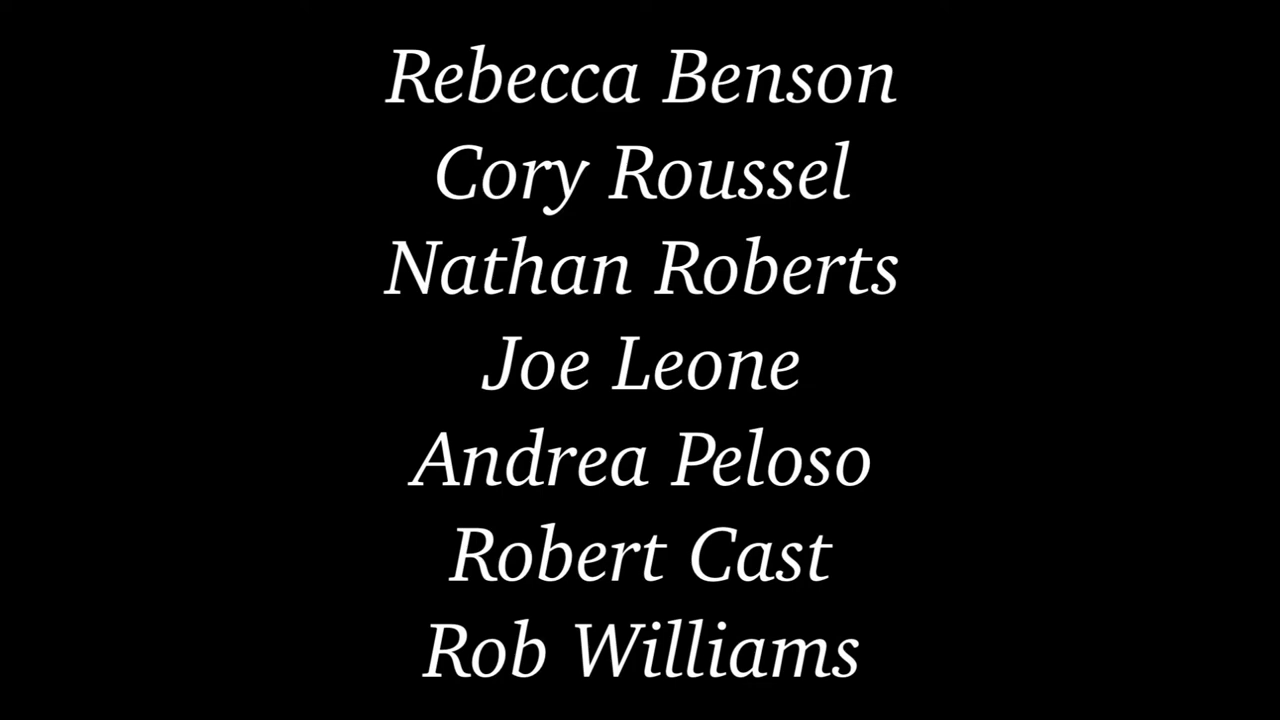 Rebecca Benson
Cory Roussel
Nathan Roberts
Joe Leone
Andrea Peloso
Robert Cast
Rob Williams